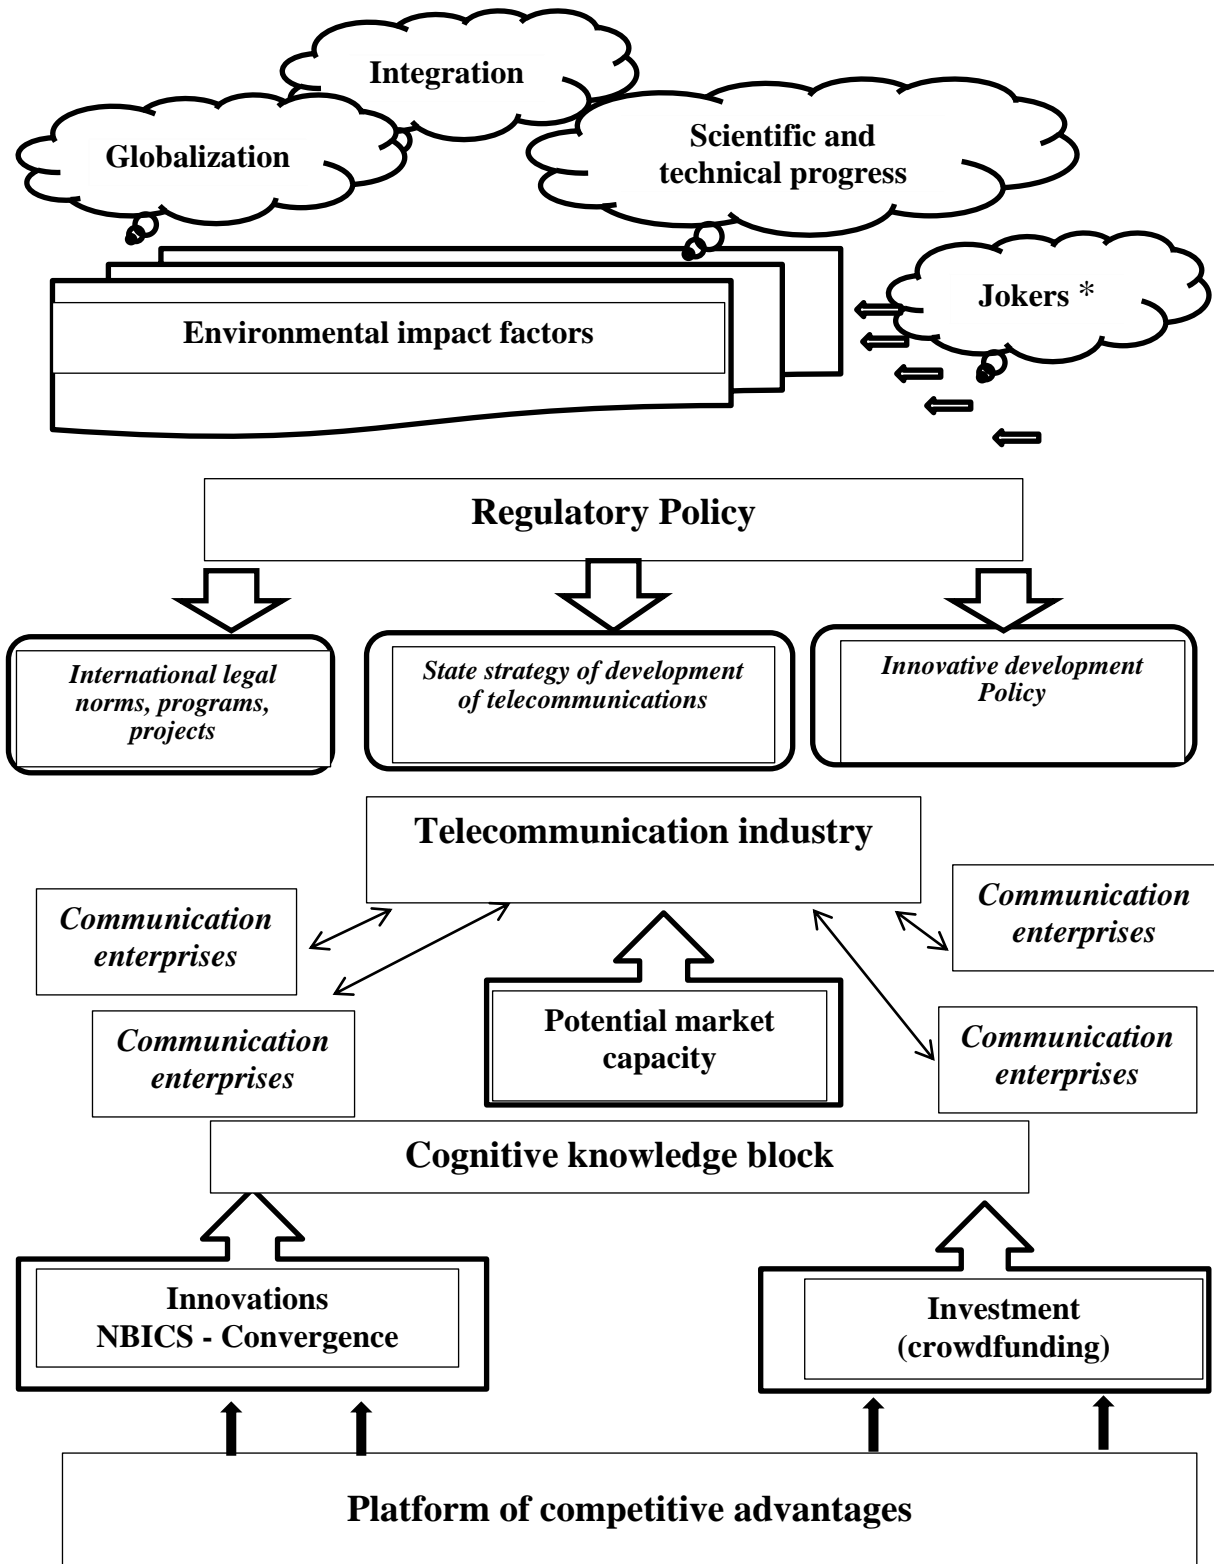 Integration
Globalization
Scientific and
technical progress
Jokers *
Environmental impact factors
Regulatory Policy
International legal
norms, programs,
projects
State strategy of development
of telecommunications
Innovative development
Policy
Telecommunication industry
Communication
enterprises
Communication
enterprises
Communication
enterprises
Communication
enterprises
Potential market
capacity
Cognitive knowledge block
Innovations
NBICS - Convergence
Investment
(crowdfunding)
Platform of competitive advantages